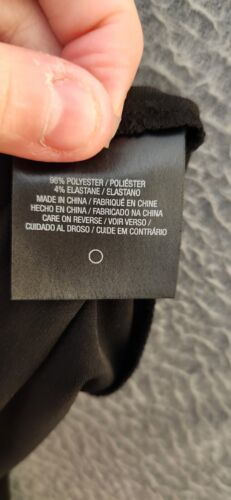 96% POLYESTER / POLIÉSTER
4% ELASTANE / ELASTANO
MADE IN CHINA / FABRIQUÉ EN CHINE
HECHO EN CHINA / FABRICADO NA CHINA
CARE ON REVERSE / VOIR VERSO /
CUIDADO AL DROSO / CUIDE EM CONTRÁRIO